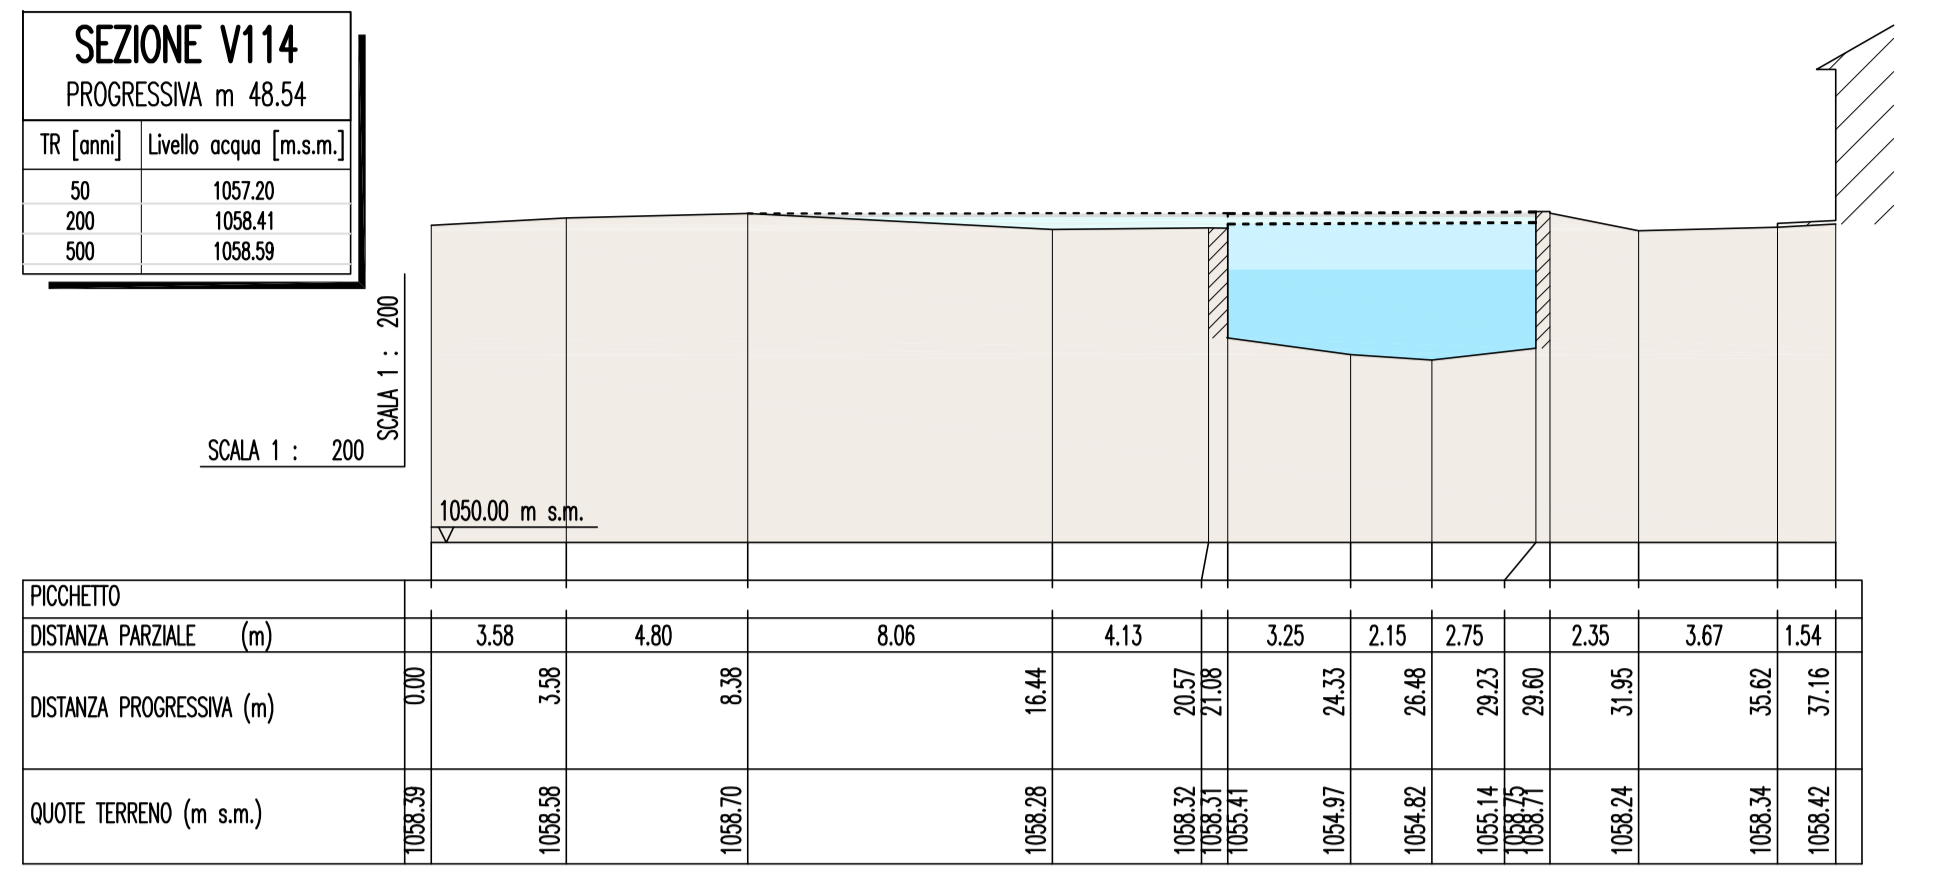 SEZIONE V114
PROGRESSIVA m 48.54
TR [anni] Livello acqua [m.s.m.]
50 1057.20
200 1058.41
500 1058.59
SCALA 1 : 200
SCALA 1 : 200
1050.00 m s.m.
PICCHETTO
DISTANZA PARZIALE (m) 3.58 4.80 8.06 4.13 3.25 2.15 2.75 2.35 3.67 1.54
DISTANZA PROGRESSIVA (m) 0.00 3.58 8.38 16.44 20.57 21.08 24.33 26.48 29.23 29.60 31.95 35.62 37.16
QUOTE TERRENO (m s.m.) 1058.39 1058.58 1058.70 1058.28 1058.32 1058.31 1055.41 1054.97 1054.82 1055.14 1058.75 1058.71 1058.24 1058.34 1058.42